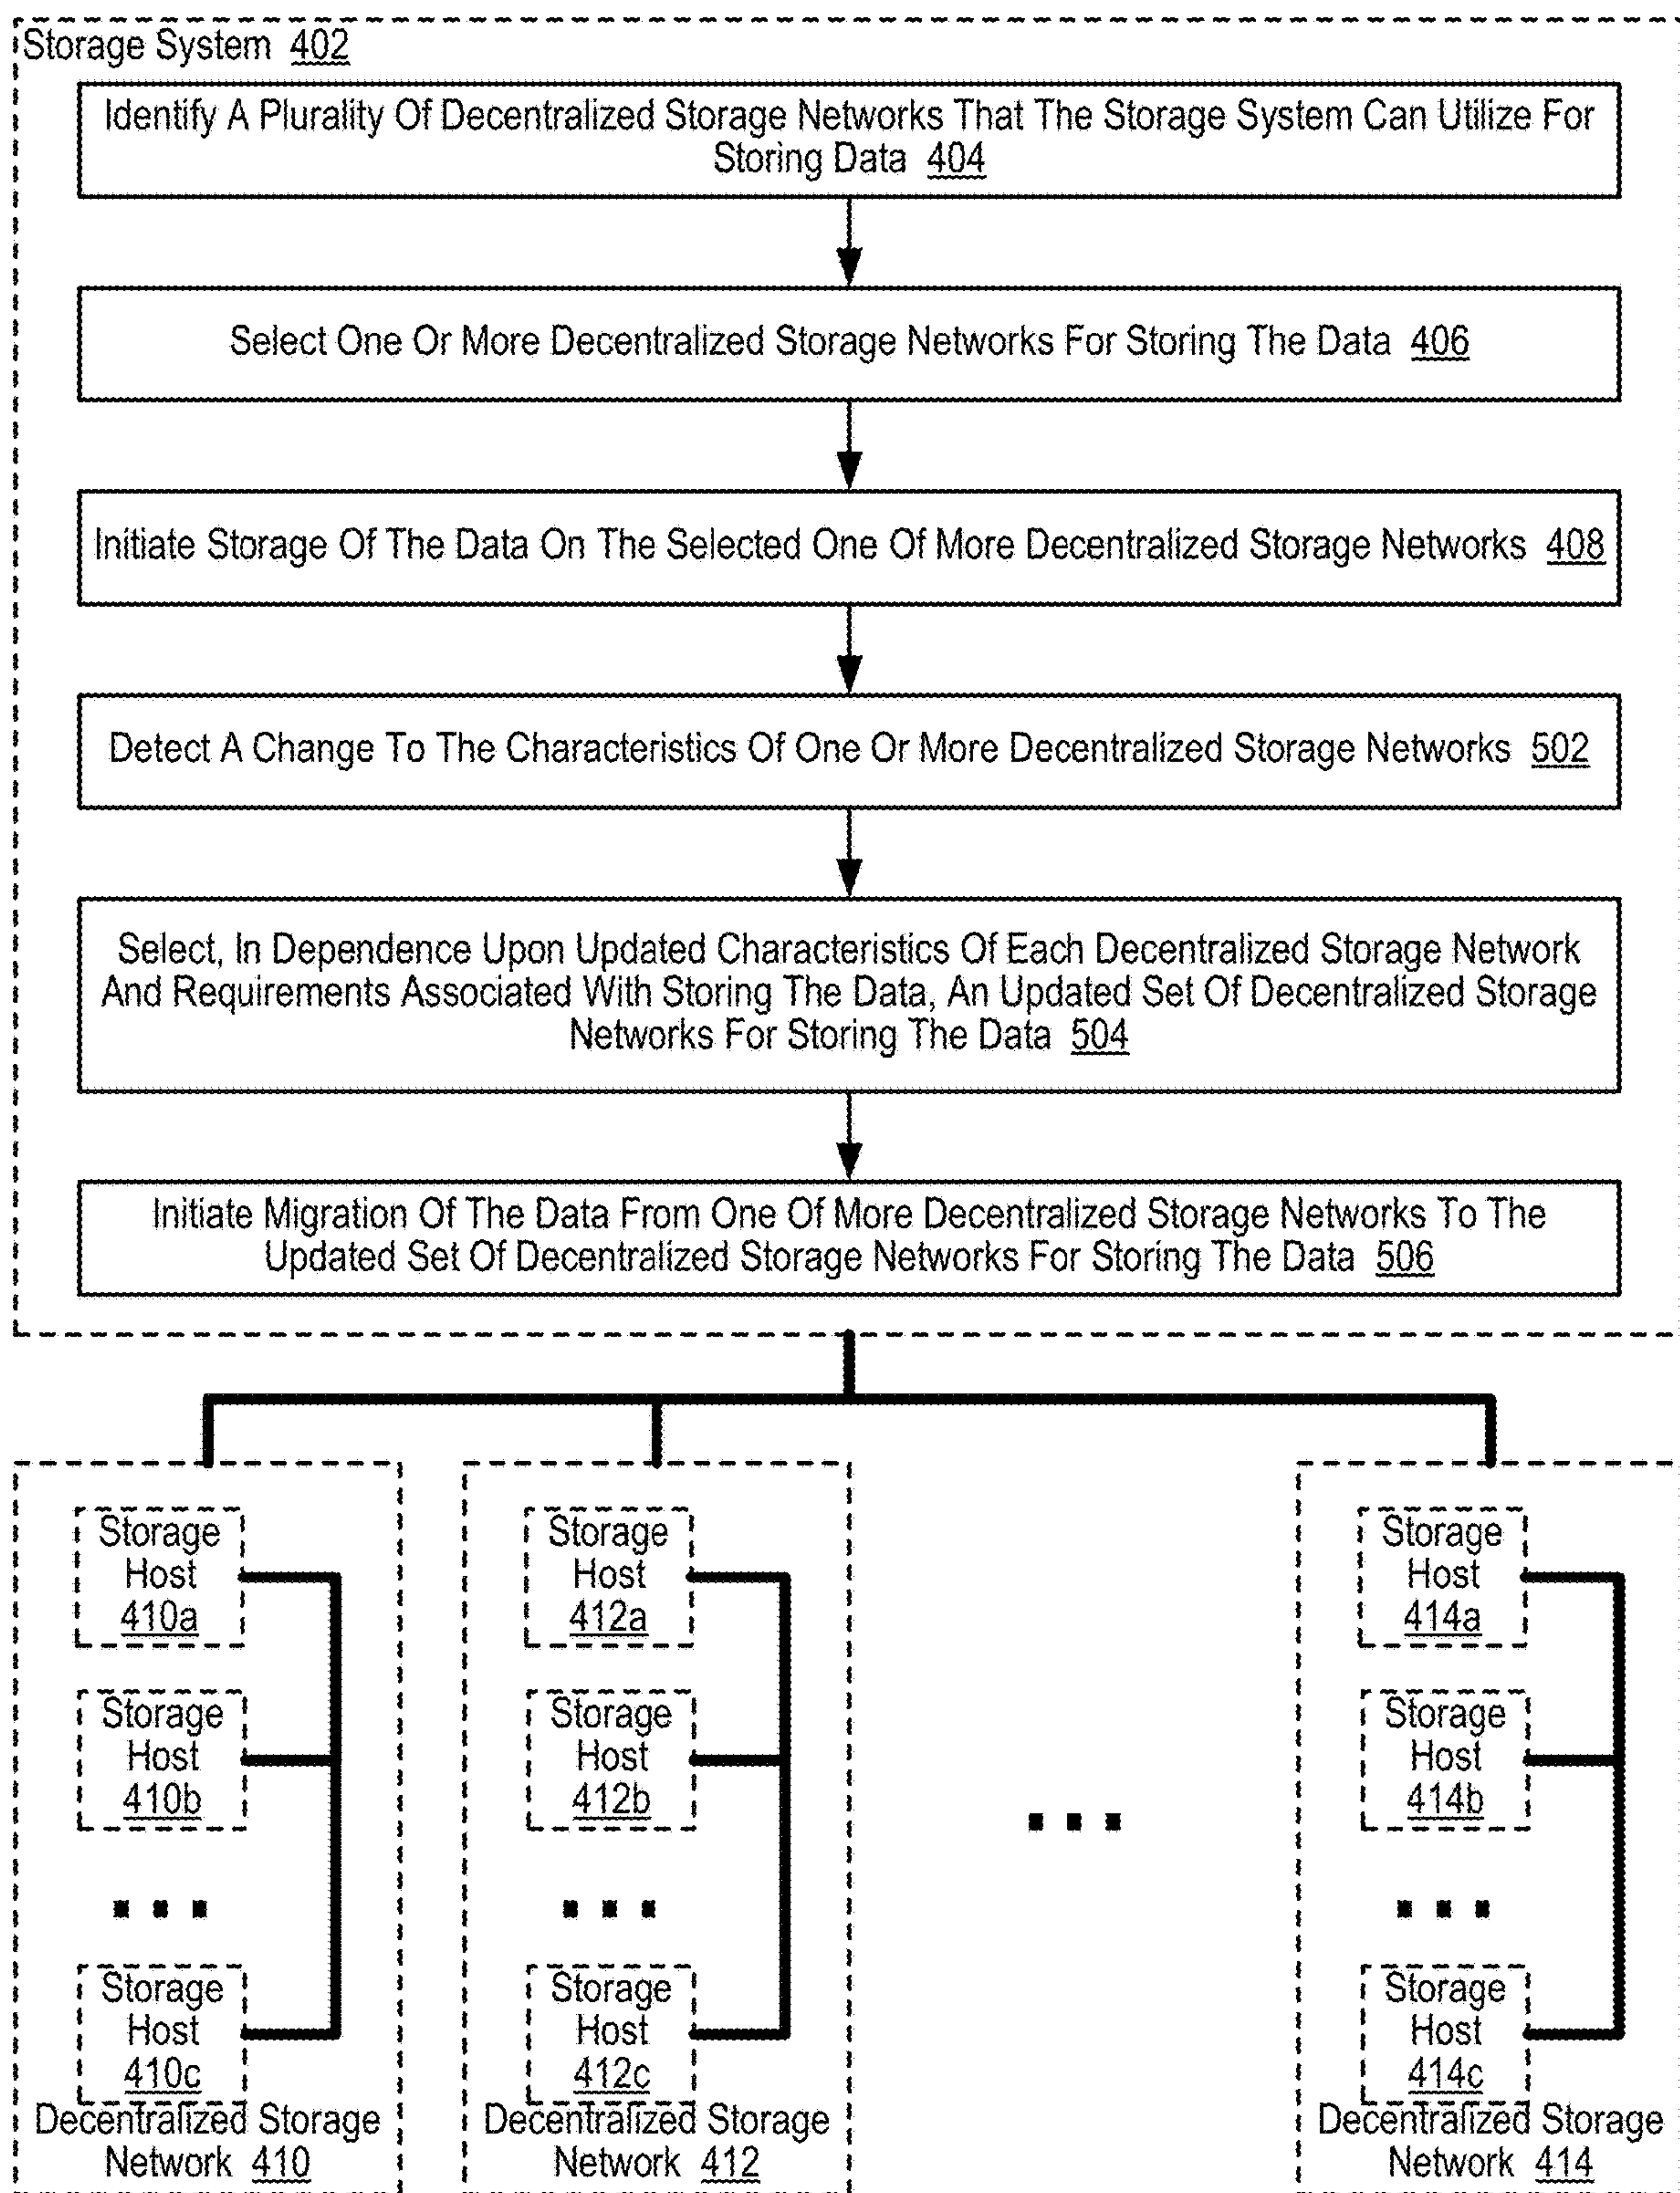 Storage System 402
Identify A Plurality Of Decentralized Storage Networks That The Storage System Can Utilize For
Storing Data 404
Select One Or More Decentralized Storage Networks For Storing The Data 406
Initiate Storage Of The Data On The Selected One Of More Decentralized Storage Networks 408
Detect A Change To The Characteristics Of One Or More Decentralized Storage Networks 502
Select, In Dependence Upon Updated Characteristics Of Each Decentralized Storage Network
And Requirements Associated With Storing The Data, An Updated Set Of Decentralized Storage
Networks For Storing The Data 504
Initiate Migration Of The Data From One Of More Decentralized Storage Networks To The
Updated Set Of Decentralized Storage Networks For Storing The Data 506
Storage
Host
410a
Storage
Host
410b
...
Storage
Host
410c
Decentralized Storage
Network 410
Storage
Host
412a
Storage
Host
412b
...
Storage
Host
412c
Decentralized Storage
Network 412
...
Storage
Host
414a
Storage
Host
414b
...
Storage
Host
414c
Decentralized Storage
Network 414